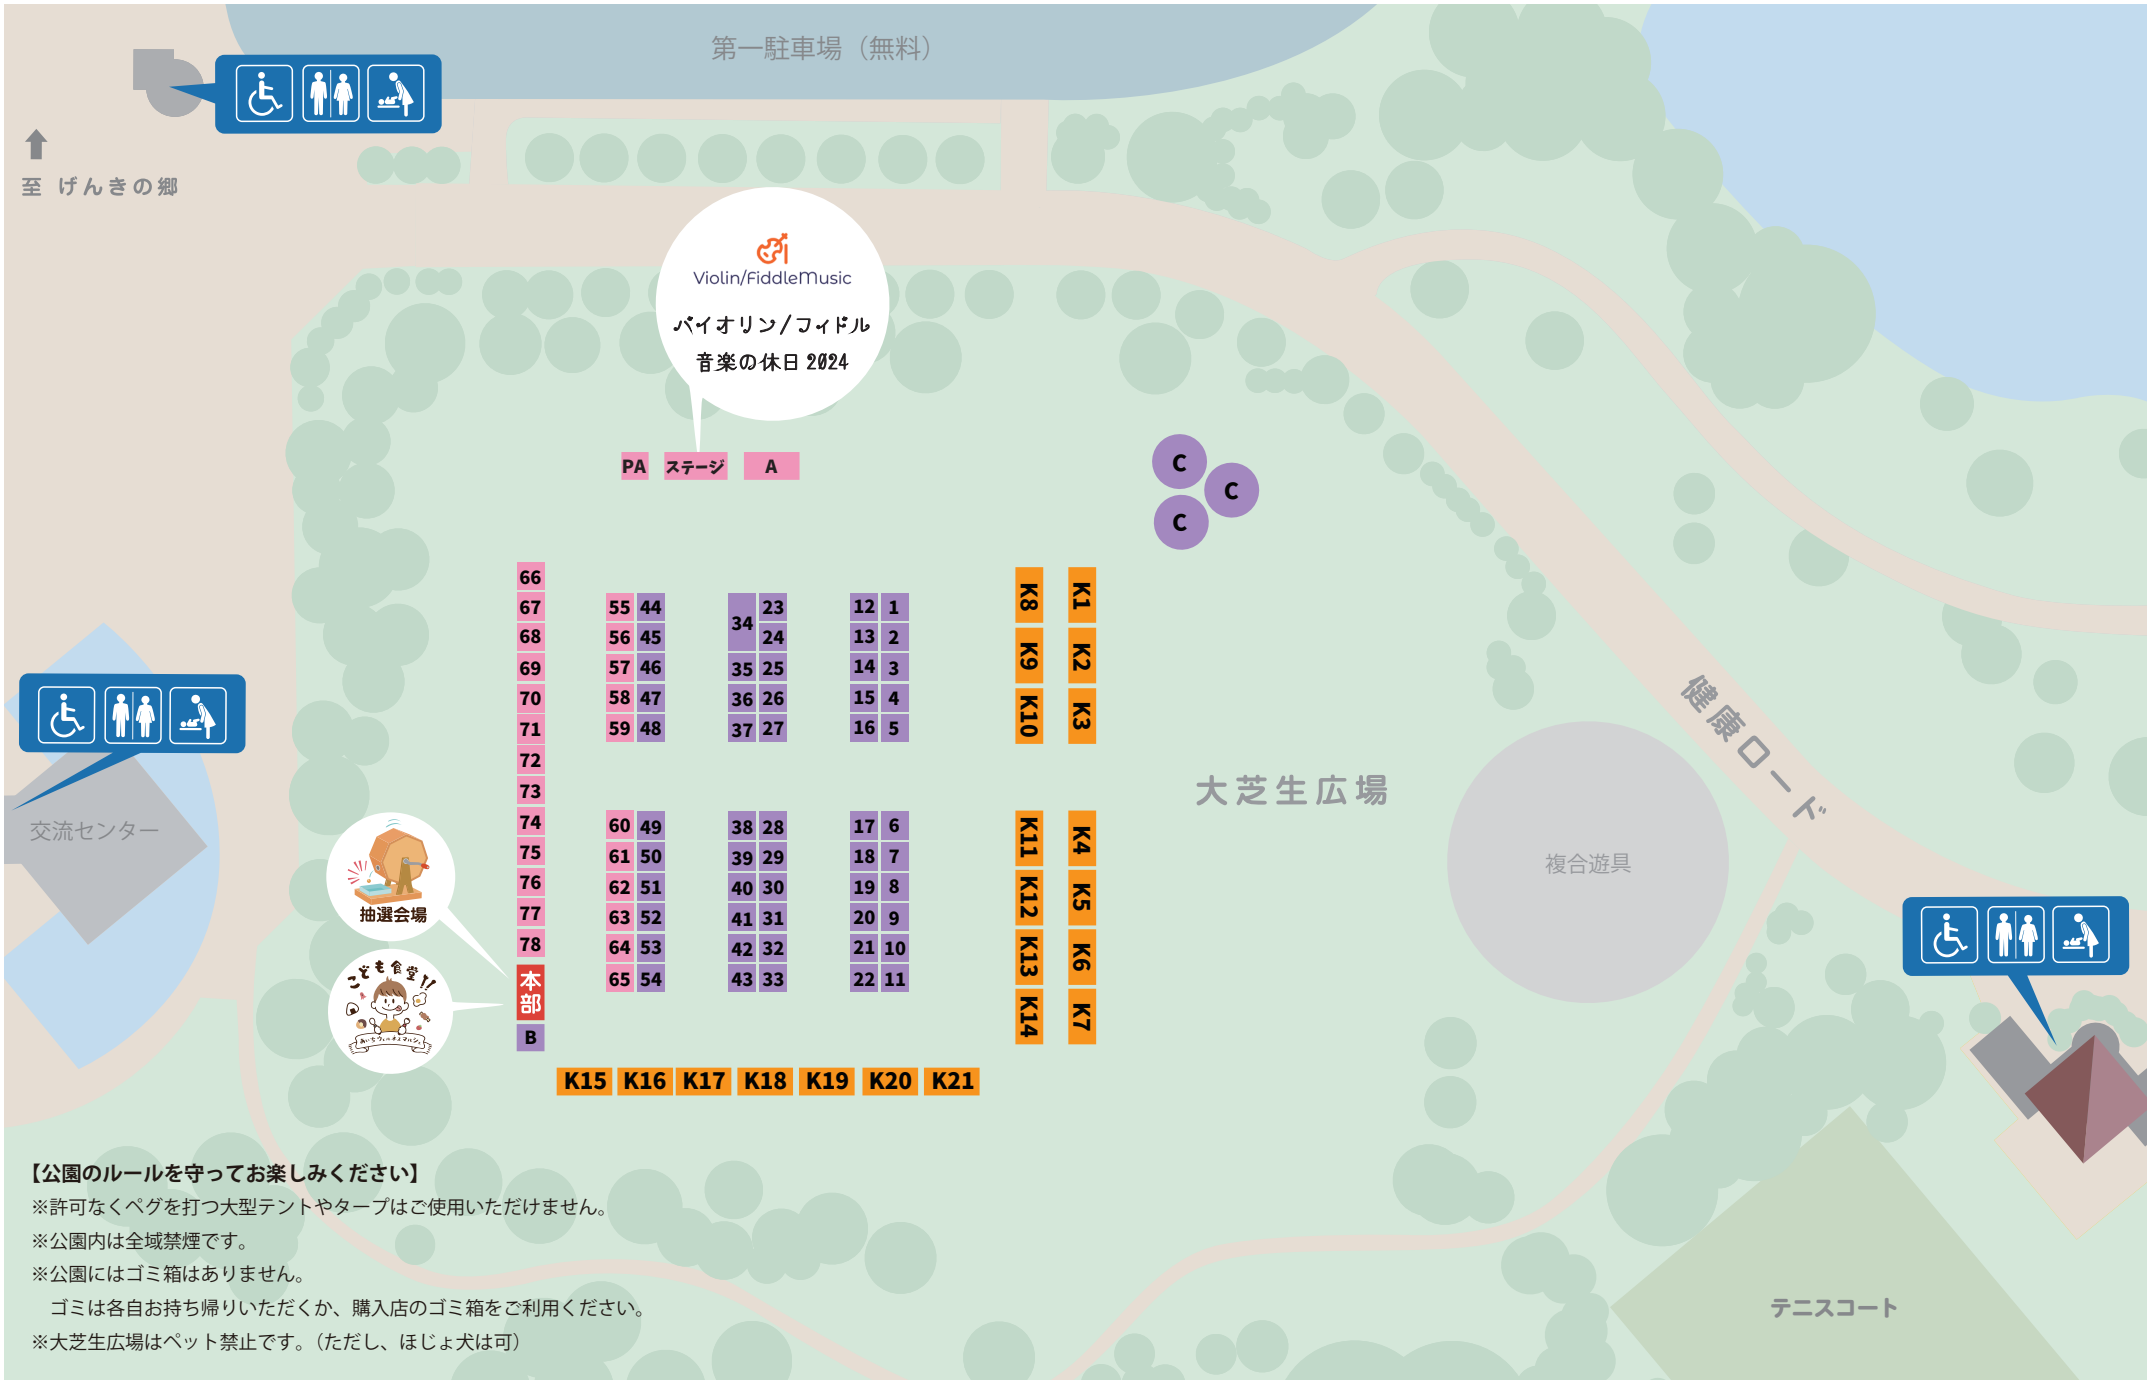 第一駐車場（無料）
至 げんきの郷
Violin/FiddleMusic
バイオリン/フィドル
音楽の休日 2024
PA ステージ A
C
C
C
66
67
68
69
70
71
72
73
74
75
76
77
78
本部
B
55 44
56 45
57 46
58 47
59 48
60 49
61 50
62 51
63 52
64 53
65 54
34 23
24
35 25
36 26
37 27
38 28
39 29
40 30
41 31
42 32
43 33
12 1
13 2
14 3
15 4
16 5
17 6
18 7
19 8
20 9
21 10
22 11
K8 K1
K9 K2
K10 K3
K11 K4
K12 K5
K13 K6
K14 K7
K15 K16 K17 K18 K19 K20 K21
健康ロード
大芝生広場
複合遊具
交流センター
抽選会場
こども食堂!!
あいちウェルネスマルシェ
テニスコート
【公園のルールを守ってお楽しみください】
※許可なくペグを打つ大型テントやタープはご使用いただけません。
※公園内は全域禁煙です。
※公園にはゴミ箱はありません。
ゴミは各自お持ち帰りいただくか、購入店のゴミ箱をご利用ください。
※大芝生広場はペット禁止です。（ただし、ほじょ犬は可）